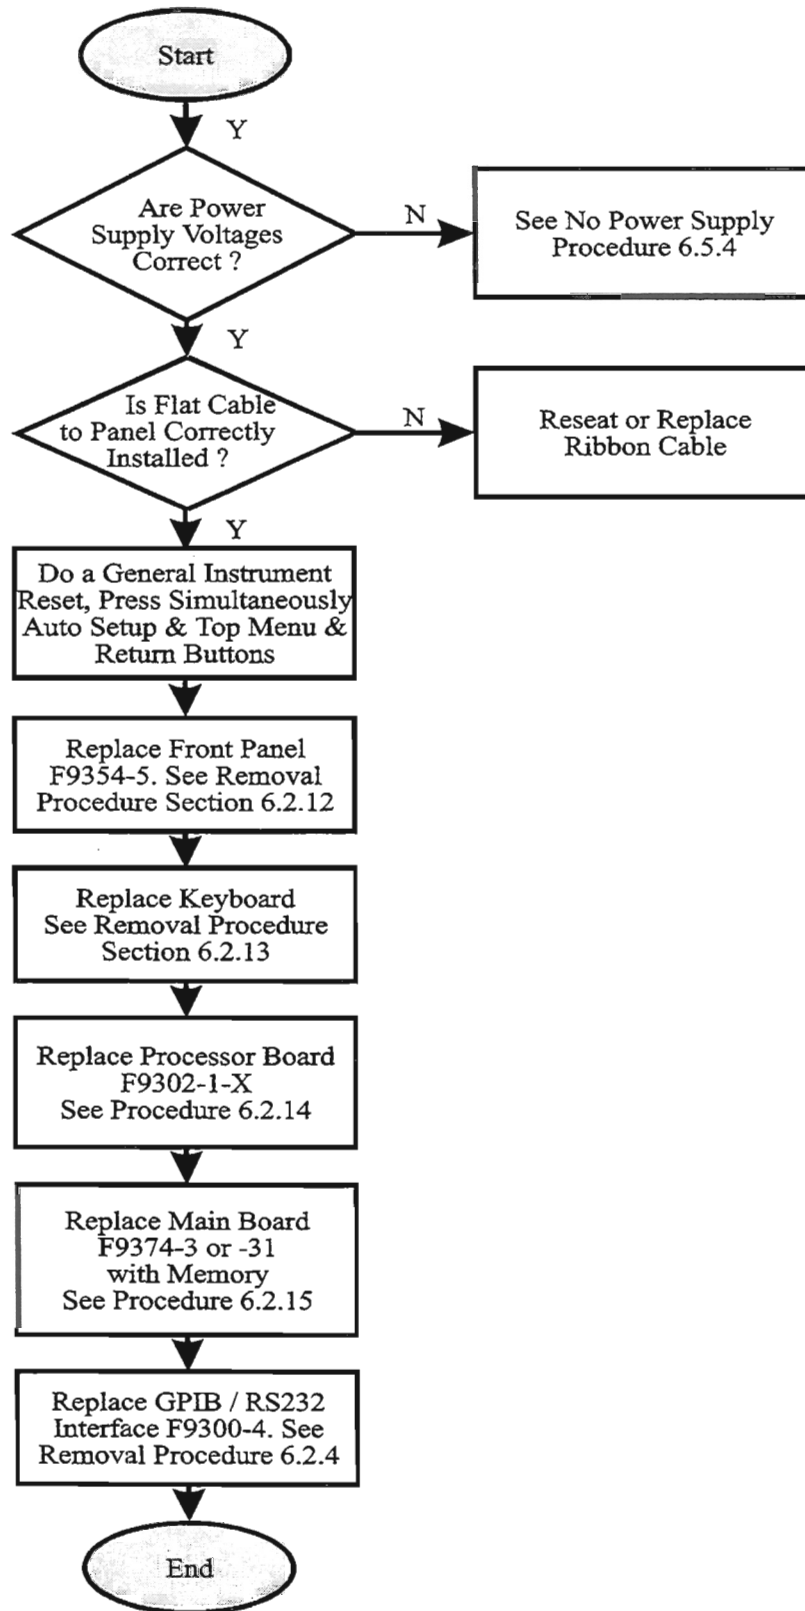 Start
Y
Are Power
Supply Voltages
Correct ?
N
See No Power Supply
Procedure 6.5.4
Y
Is Flat Cable
to Panel Correctly
Installed ?
N
Reseat or Replace
Ribbon Cable
Y
Do a General Instrument
Reset, Press Simultaneously
Auto Setup & Top Menu &
Return Buttons
Replace Front Panel
F9354-5. See Removal
Procedure Section 6.2.12
Replace Keyboard
See Removal Procedure
Section 6.2.13
Replace Processor Board
F9302-1-X
See Procedure 6.2.14
Replace Main Board
F9374-3 or -31
with Memory
See Procedure 6.2.15
Replace GPIB / RS232
Interface F9300-4. See
Removal Procedure 6.2.4
End